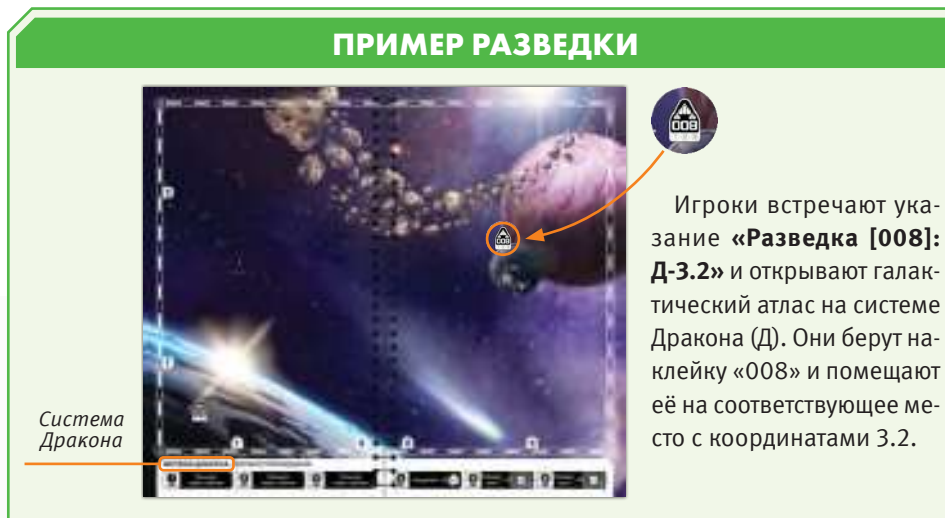 ПРИМЕР РАЗВЕДКИ
008
008
Игроки встречают ука-
зание «Разведка [008]:
Д-3.2» и открывают галак-
тический атлас на системе
Дракона (Д). Они берут на-
клейку «008» и помещают
её на соответствующее ме-
сто с координатами 3.2.
Система
Дракона